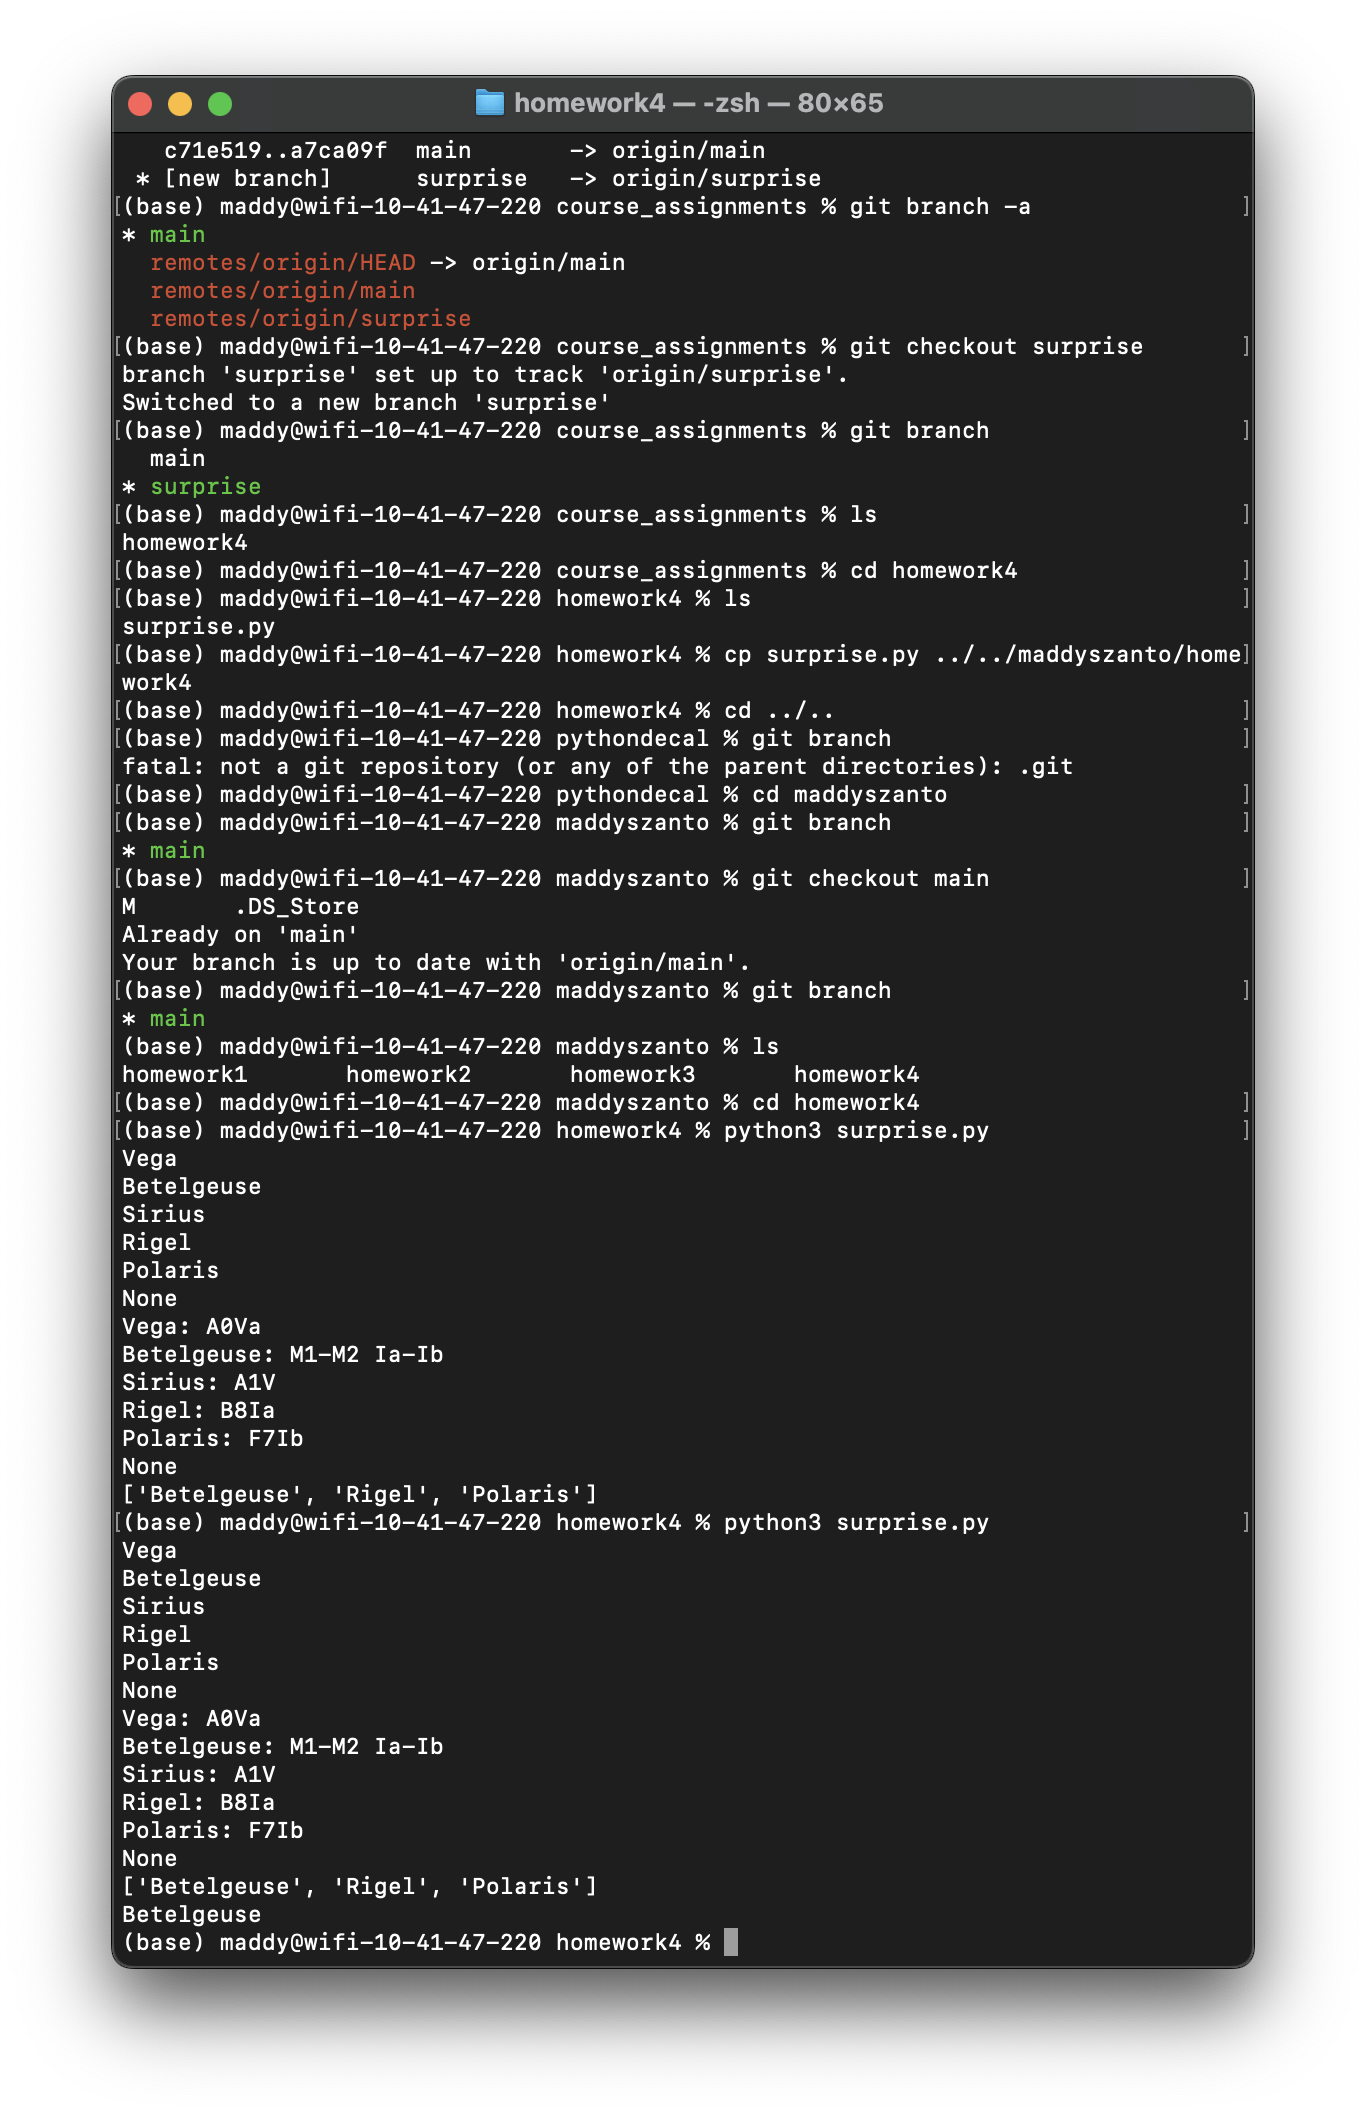 homework4 — -zsh — 80×65
   c71e519..a7ca09f  main       -> origin/main
 * [new branch]      surprise   -> origin/surprise
[(base) maddy@wifi-10-41-47-220 course_assignments % git branch -a               ]
* main
  remotes/origin/HEAD -> origin/main
  remotes/origin/main
  remotes/origin/surprise
[(base) maddy@wifi-10-41-47-220 course_assignments % git checkout surprise       ]
branch 'surprise' set up to track 'origin/surprise'.
Switched to a new branch 'surprise'
[(base) maddy@wifi-10-41-47-220 course_assignments % git branch                  ]
  main
* surprise
[(base) maddy@wifi-10-41-47-220 course_assignments % ls                          ]
homework4
[(base) maddy@wifi-10-41-47-220 course_assignments % cd homework4                ]
[(base) maddy@wifi-10-41-47-220 homework4 % ls                                   ]
surprise.py
[(base) maddy@wifi-10-41-47-220 homework4 % cp surprise.py ../../maddyszanto/home]
work4
[(base) maddy@wifi-10-41-47-220 homework4 % cd ../..                             ]
[(base) maddy@wifi-10-41-47-220 pythondecal % git branch                         ]
fatal: not a git repository (or any of the parent directories): .git
[(base) maddy@wifi-10-41-47-220 pythondecal % cd maddyszanto                     ]
[(base) maddy@wifi-10-41-47-220 maddyszanto % git branch                         ]
* main
[(base) maddy@wifi-10-41-47-220 maddyszanto % git checkout main                  ]
M       .DS_Store
Already on 'main'
Your branch is up to date with 'origin/main'.
[(base) maddy@wifi-10-41-47-220 maddyszanto % git branch                         ]
* main
(base) maddy@wifi-10-41-47-220 maddyszanto % ls
homework1       homework2       homework3       homework4
[(base) maddy@wifi-10-41-47-220 maddyszanto % cd homework4                       ]
[(base) maddy@wifi-10-41-47-220 homework4 % python3 surprise.py                  ]
Vega
Betelgeuse
Sirius
Rigel
Polaris
None
Vega: A0Va
Betelgeuse: M1-M2 Ia-Ib
Sirius: A1V
Rigel: B8Ia
Polaris: F7Ib
None
['Betelgeuse', 'Rigel', 'Polaris']
[(base) maddy@wifi-10-41-47-220 homework4 % python3 surprise.py                  ]
Vega
Betelgeuse
Sirius
Rigel
Polaris
None
Vega: A0Va
Betelgeuse: M1-M2 Ia-Ib
Sirius: A1V
Rigel: B8Ia
Polaris: F7Ib
None
['Betelgeuse', 'Rigel', 'Polaris']
Betelgeuse
(base) maddy@wifi-10-41-47-220 homework4 %